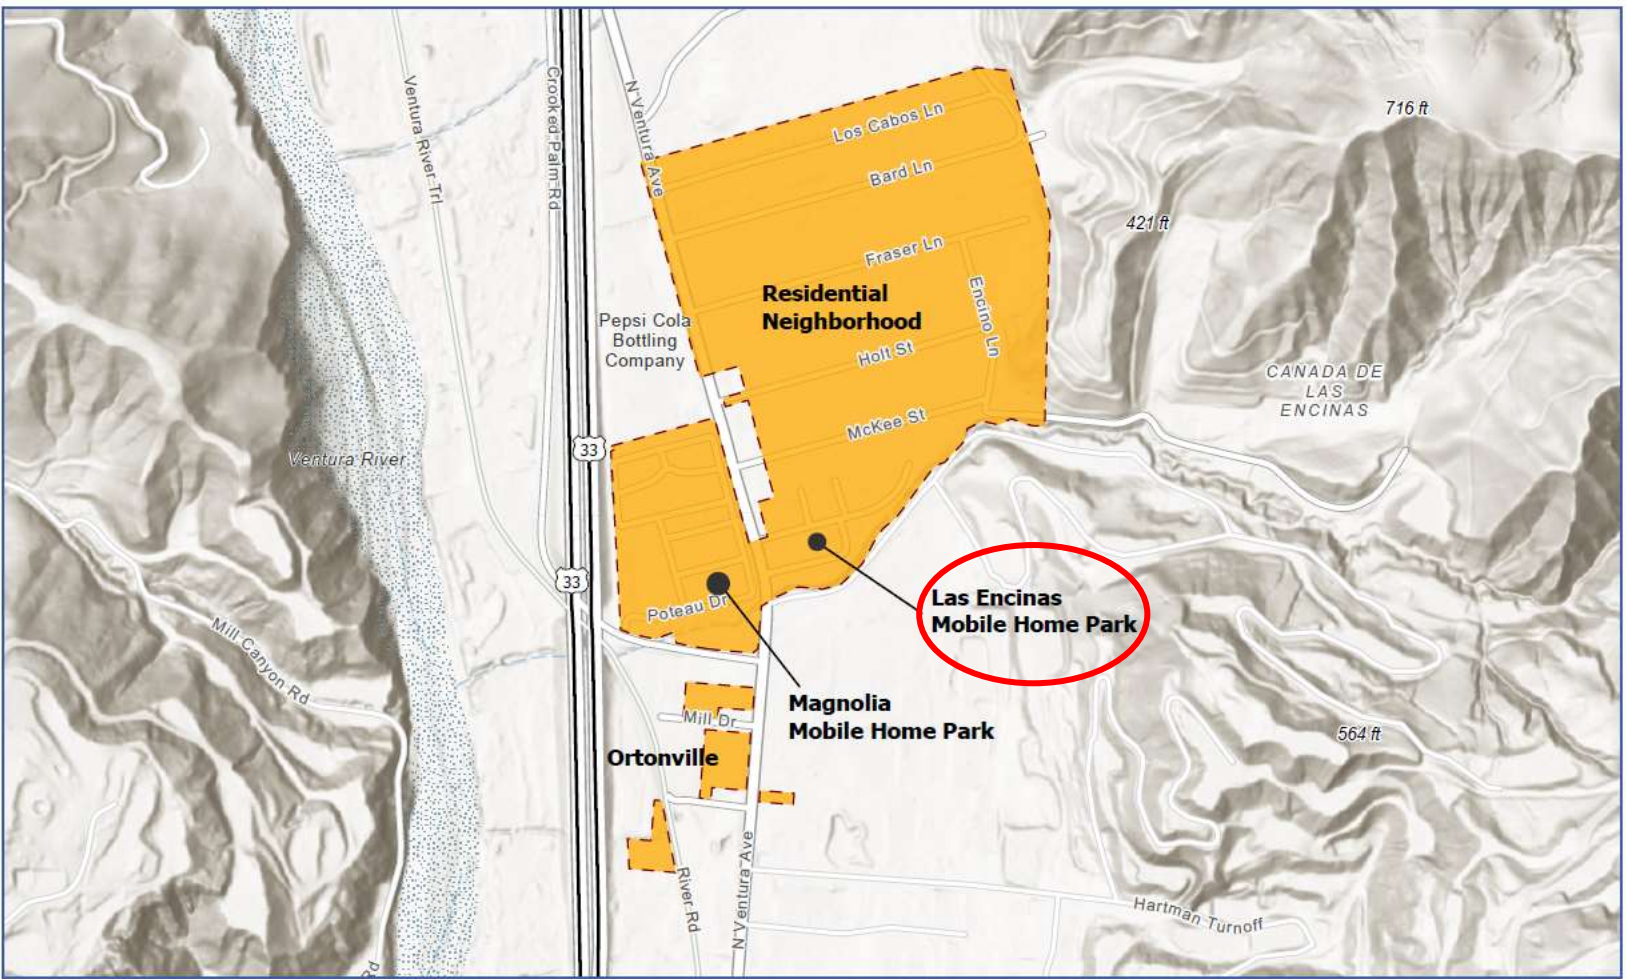 Ventura River Trl
Crooked Palm Rd
N Ventura Ave
Los Cabos Ln
Bard Ln
Fraser Ln
Encino Ln
Residential
Neighborhood
Holt St
McKee St
716 ft
421 ft
CAÑADA DE
LAS
ENCINAS
Pepsi Cola
Bottling
Company
33
Ventura River
33
Poteau Dr
Las Encinas
Mobile Home Park
Mill Canyon Rd
Magnolia
Mobile Home Park
Mill Dr
Ortonville
564 ft
River Rd
N Ventura Ave
Hartman Turnoff
Rd